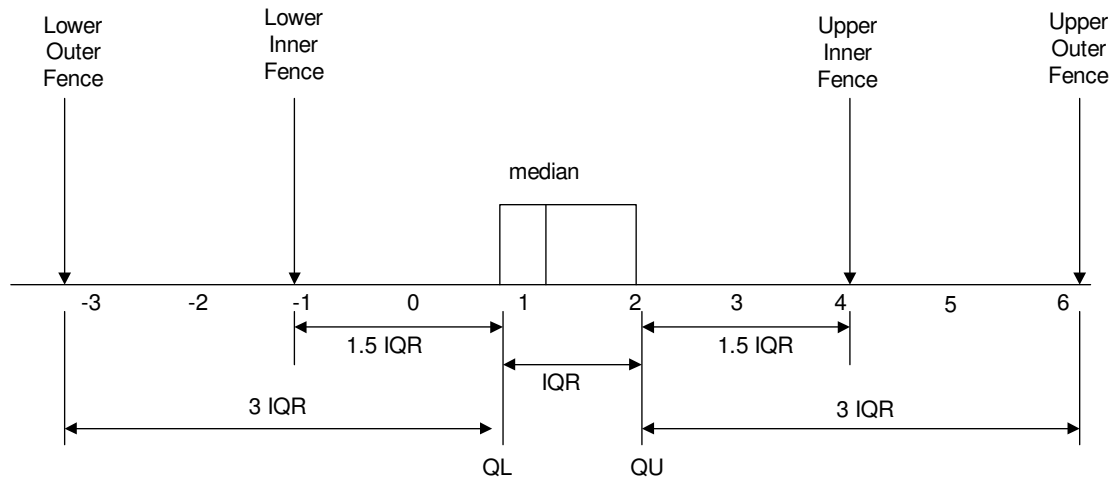 Lower
Outer
Fence
Lower
Inner
Fence
Upper
Inner
Fence
Upper
Outer
Fence
median
-3 -2 -1 0 1 2 3 4 5 6
1.5 IQR
1.5 IQR
IQR
3 IQR
3 IQR
QL
QU